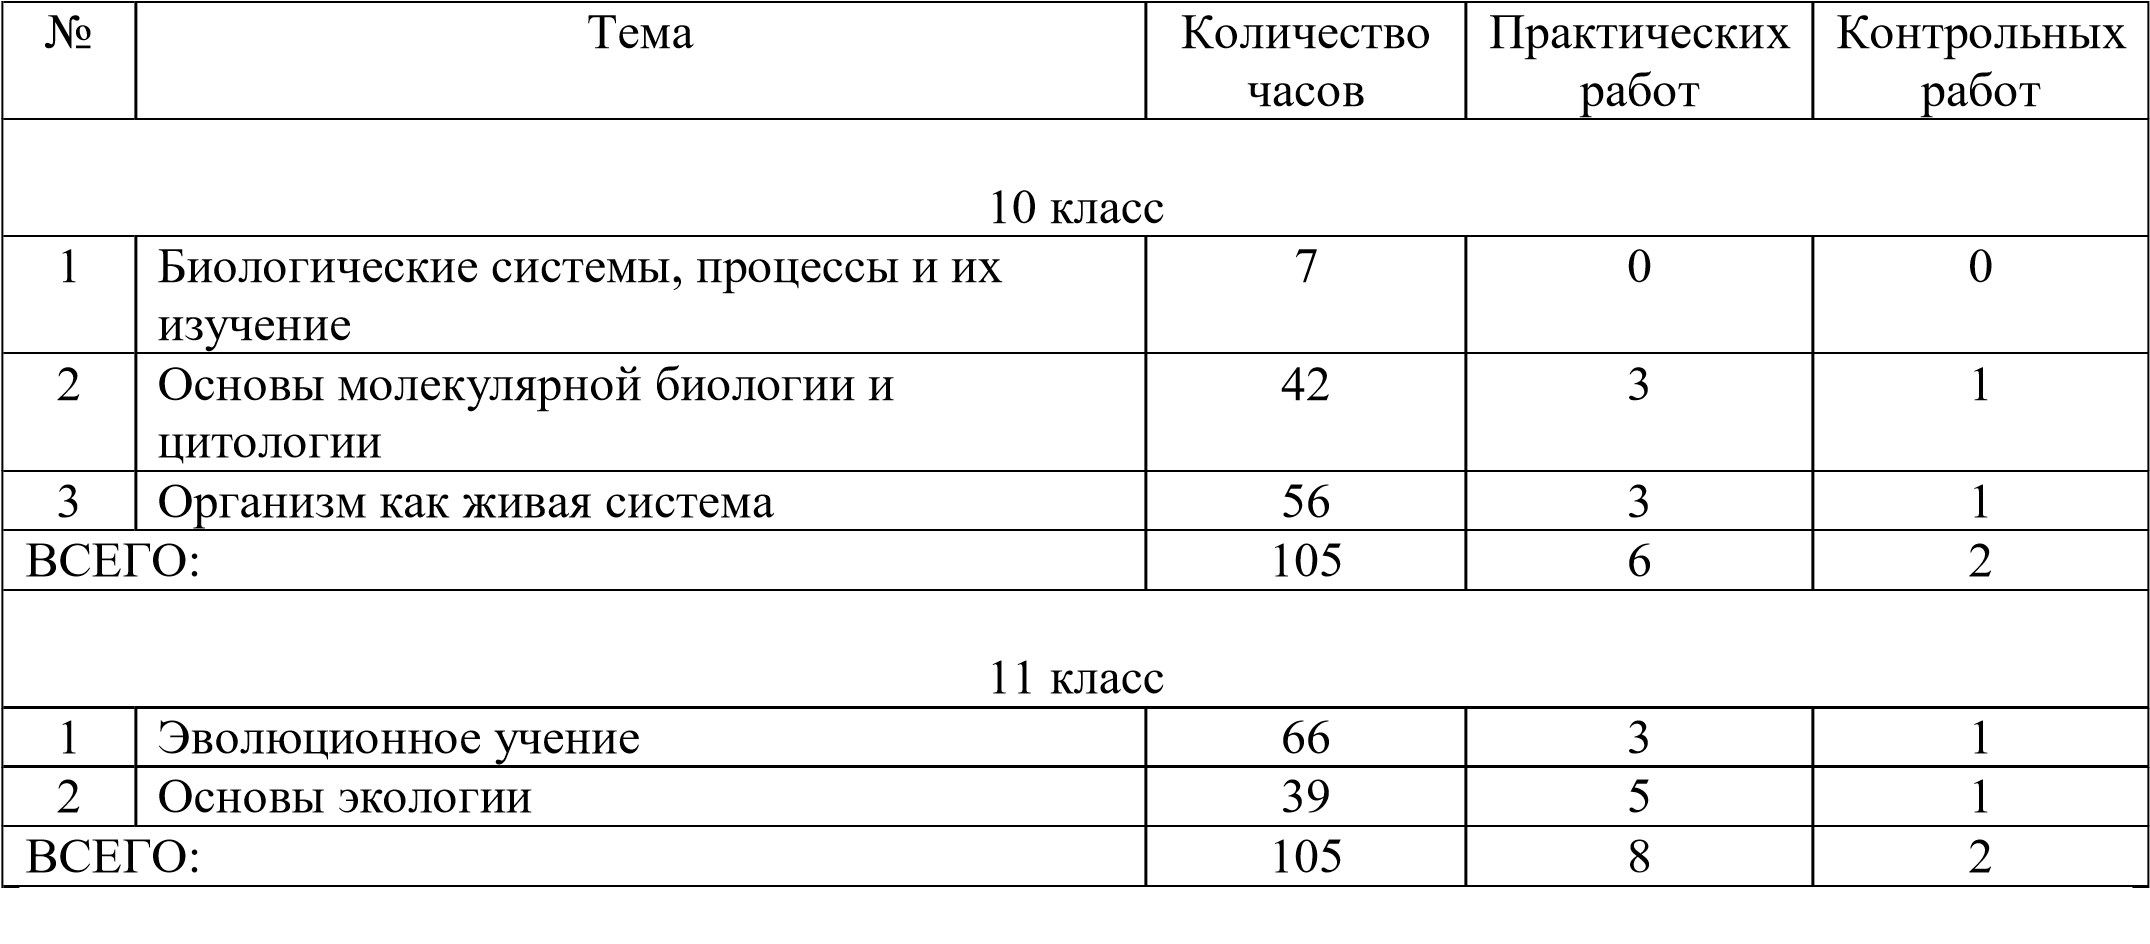 № Тема Количество часов Практических работ Контрольных работ
10 класс
1 Биологические системы, процессы и их изучение 7 0 0
2 Основы молекулярной биологии и цитологии 42 3 1
3 Организм как живая система 56 3 1
ВСЕГО: 105 6 2
11 класс
1 Эволюционное учение 66 3 1
2 Основы экологии 39 5 1
ВСЕГО: 105 8 2